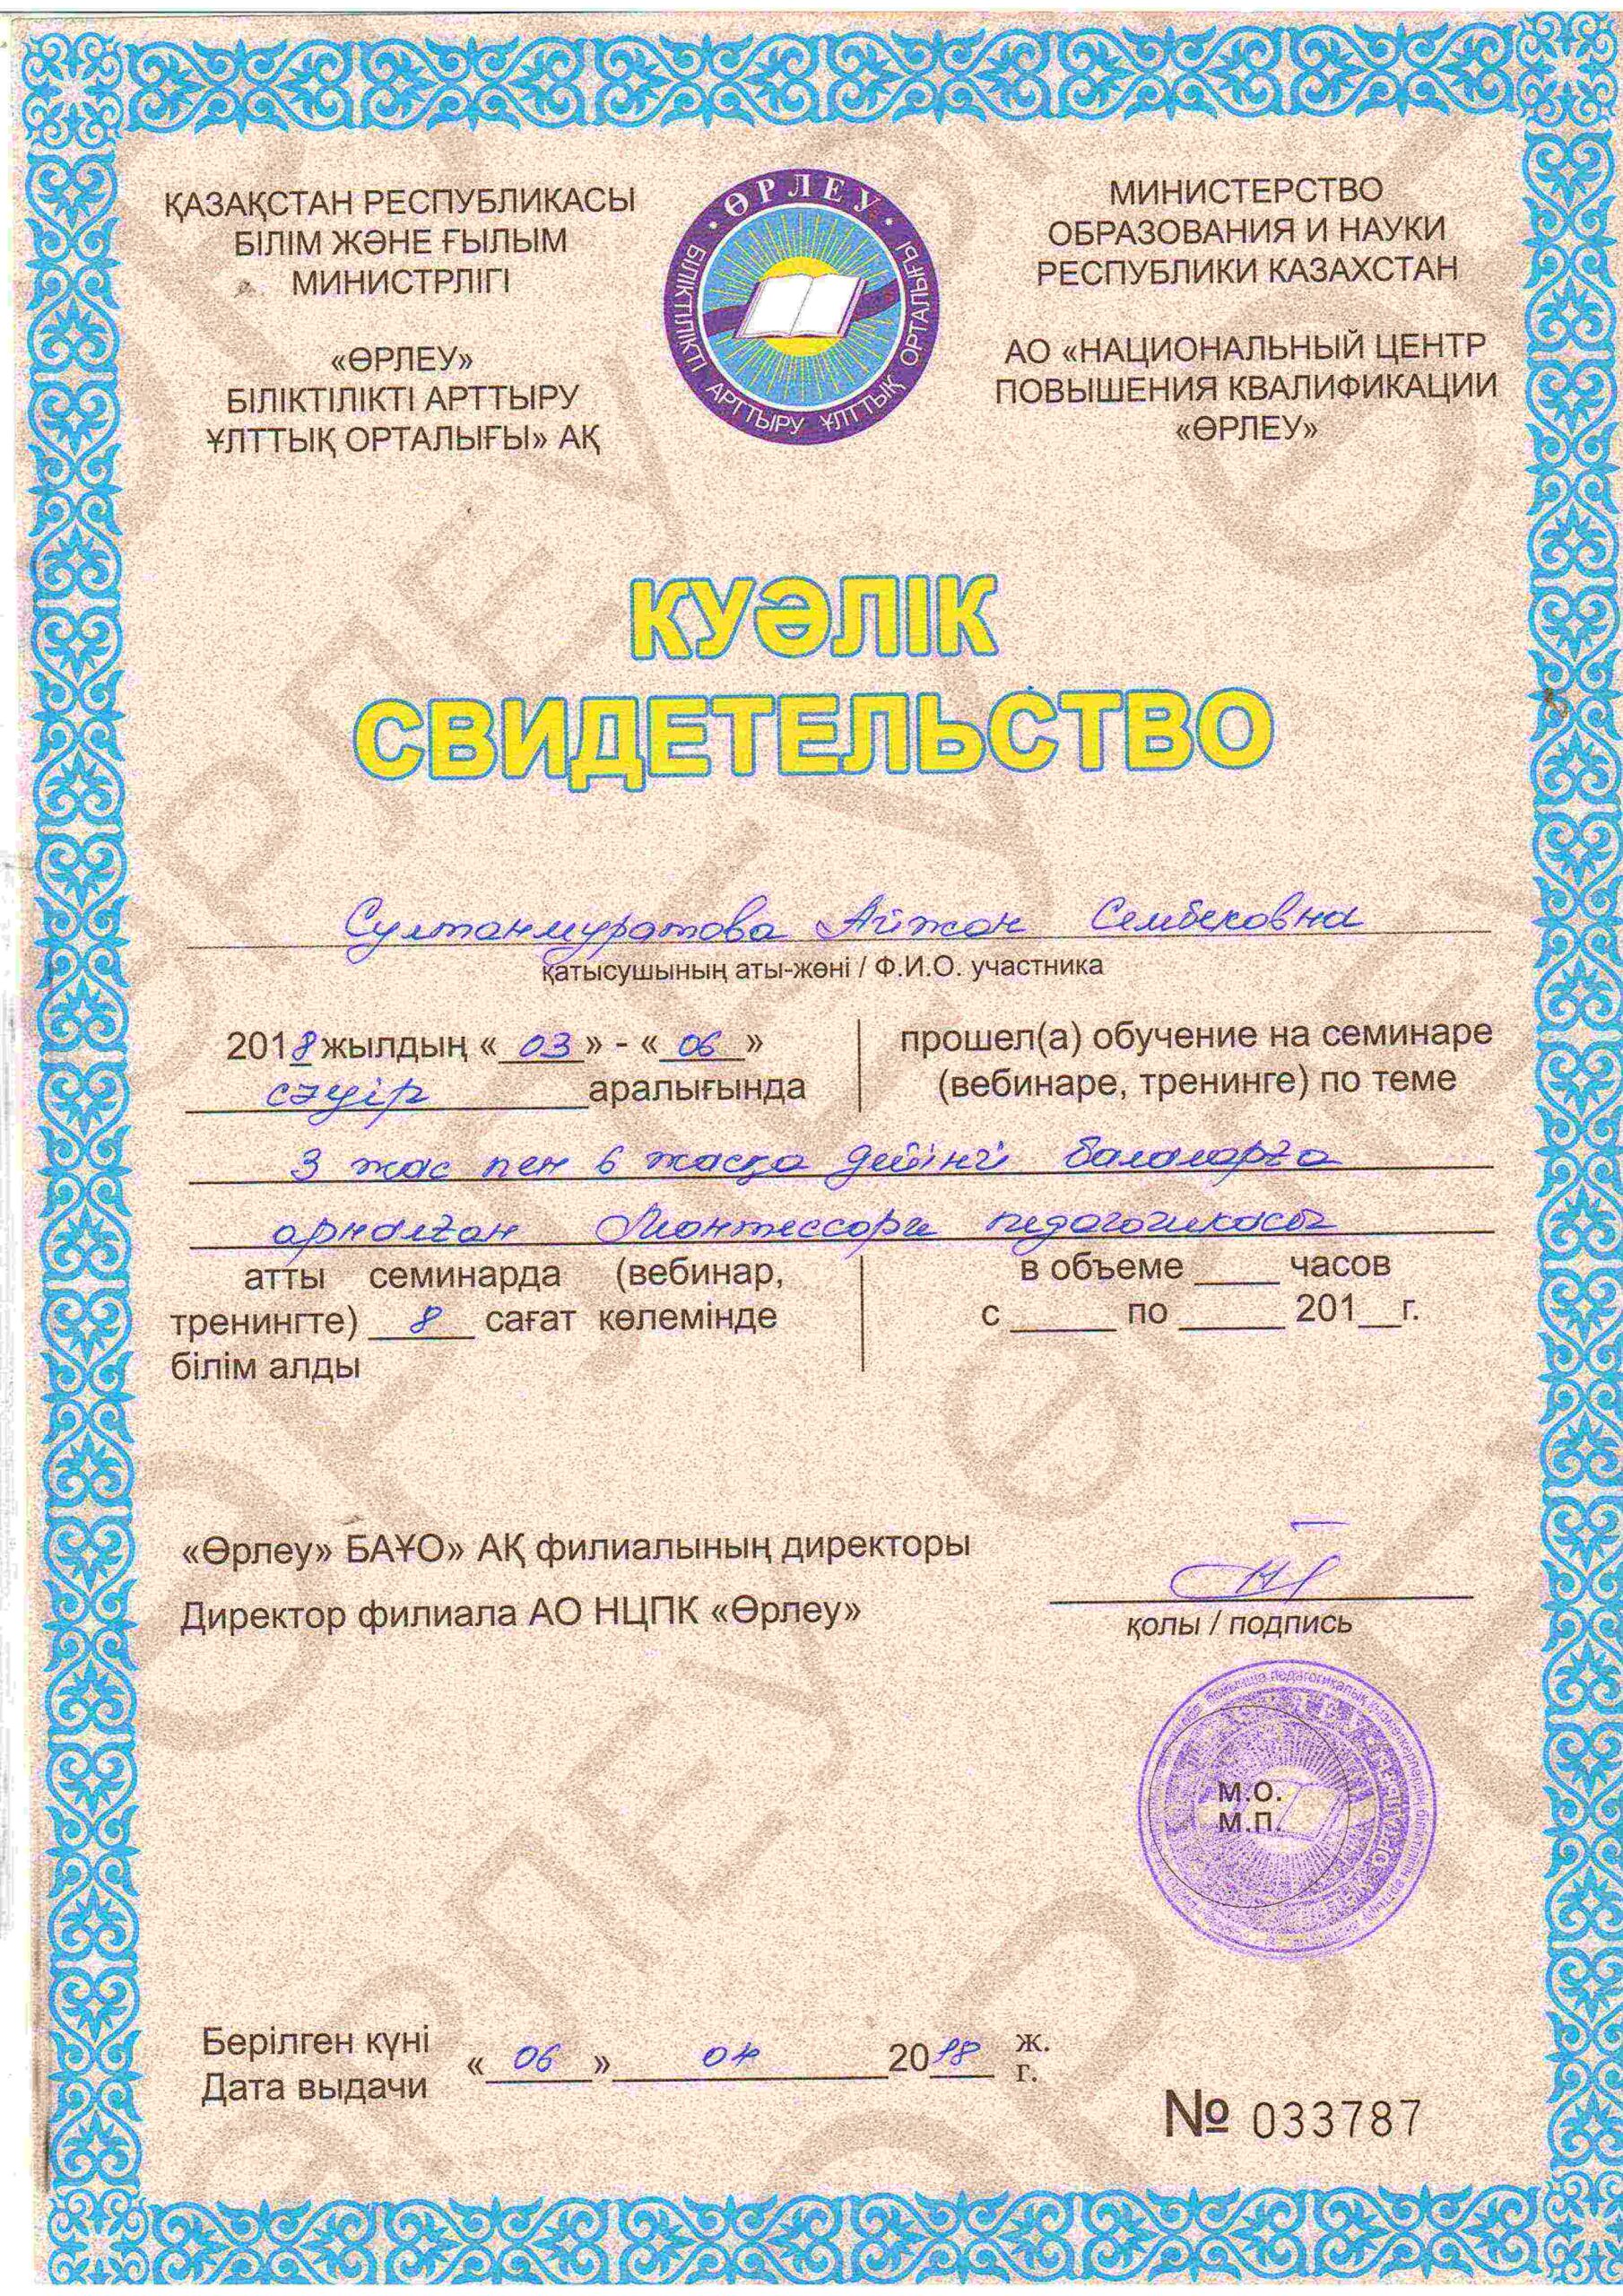 ҚАЗАҚСТАН РЕСПУБЛИКАСЫ
БІЛІМ ЖӘНЕ ҒЫЛЫМ
МИНИСТРЛІГІ
«ӨРЛЕУ»
БІЛІКТІЛІКТІ АРТТЫРУ
ҰЛТТЫҚ ОРТАЛЫҒЫ» АҚ
ӨРЛЕУ
БІЛІКТІЛІКТІ АРТТЫРУ ҰЛТТЫҚ ОРТАЛЫҒЫ
МИНИСТЕРСТВО
ОБРАЗОВАНИЯ И НАУКИ
РЕСПУБЛИКИ КАЗАХСТАН
АО «НАЦИОНАЛЬНЫЙ ЦЕНТР
ПОВЫШЕНИЯ КВАЛИФИКАЦИИ
«ӨРЛЕУ»
КУӘЛІК
СВИДЕТЕЛЬСТВО
Султанмуратова Айжан Сембековна
қатысушының аты-жөні / Ф.И.О. участника
2018 жылдың «03» - «06»
сәуір аралығында
прошел(а) обучение на семинаре
(вебинаре, тренинге) по теме
3 жас пен 6 жасқа дейінгі балаларға
арналған Монтессори педагогикасы
атты семинарда (вебинар,
тренингте) 8 сағат көлемінде
білім алды
в объеме ____ часов
с _____ по _____ 201__г.
«Өрлеу» БАҰО» АҚ филиалының директоры
Директор филиала АО НЦПК «Өрлеу»
қолы / подпись
М.О.
М.П.
Берілген күні
Дата выдачи
«06» 04 2018 ж.
г.
№ 033787